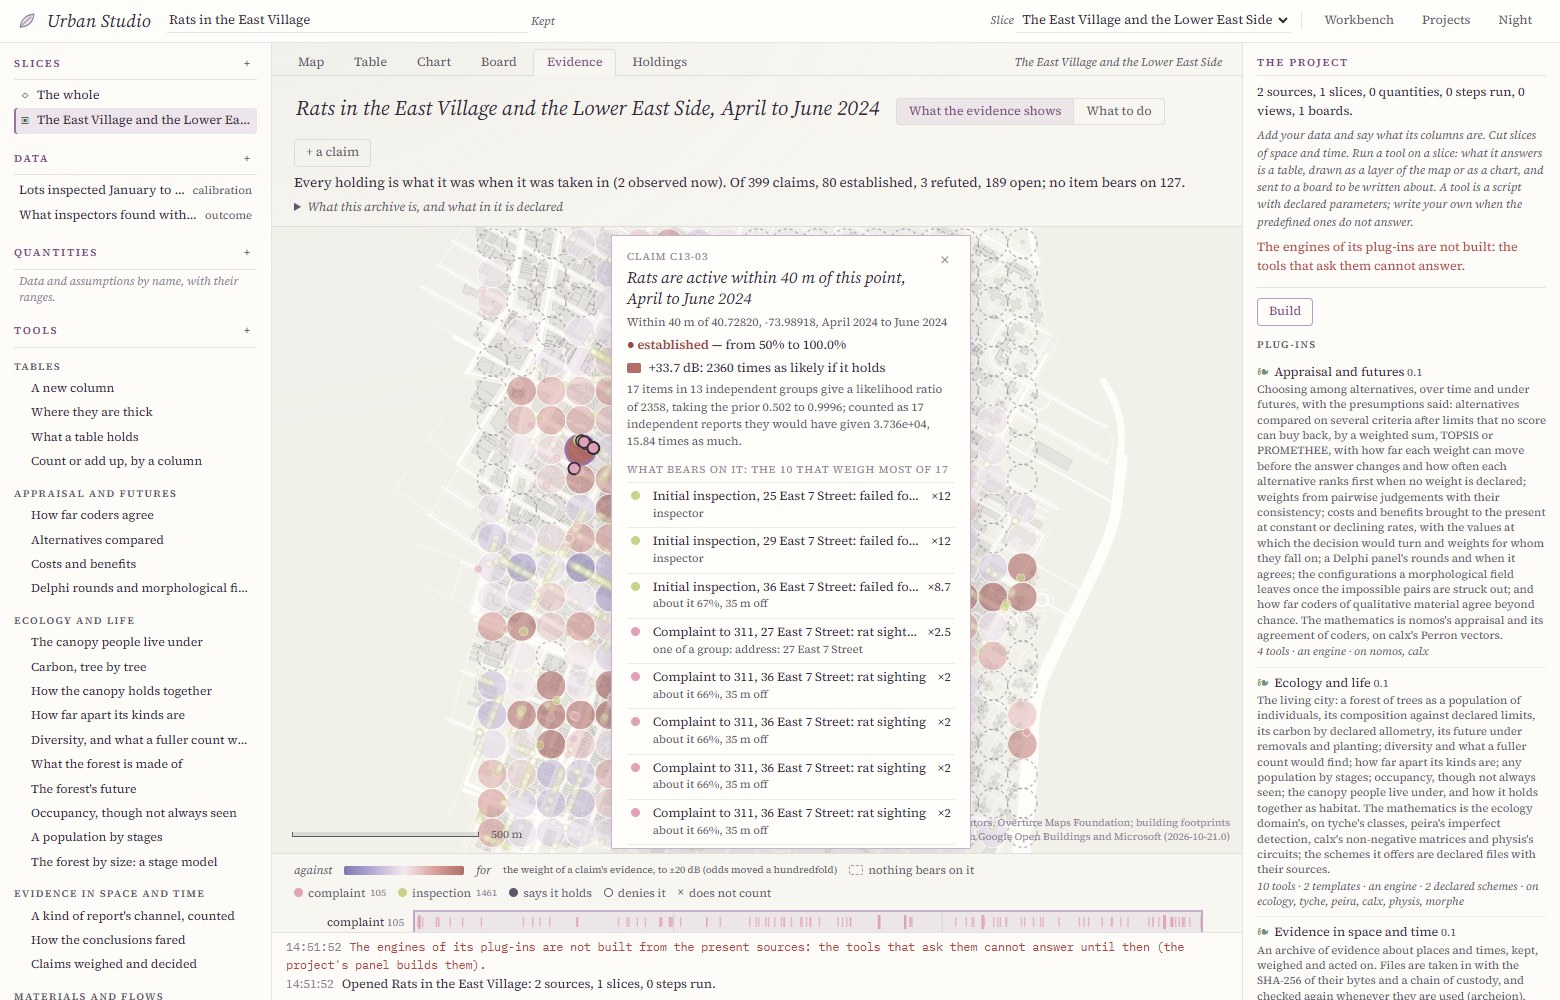 Urban Studio
Rats in the East Village
Kept
Slice The East Village and the Lower East Side
Workbench
Projects
Night
SLICES +
The whole
The East Village and the Lower Ea...
DATA +
Lots inspected January to ... calibration
What inspectors found with... outcome
QUANTITIES +
Data and assumptions by name, with their
ranges.
TOOLS +
TABLES
A new column
Where they are thick
What a table holds
Count or add up, by a column
APPRAISAL AND FUTURES
How far coders agree
Alternatives compared
Costs and benefits
Delphi rounds and morphological fi...
ECOLOGY AND LIFE
The canopy people live under
Carbon, tree by tree
How the canopy holds together
How far apart its kinds are
Diversity, and what a fuller count w...
What the forest is made of
The forest's future
Occupancy, though not always seen
A population by stages
The forest by size: a stage model
EVIDENCE IN SPACE AND TIME
A kind of report's channel, counted
How the conclusions fared
Claims weighed and decided
MATERIALS AND FLOWS
Map
Table
Chart
Board
Evidence
Holdings
The East Village and the Lower East Side
Rats in the East Village and the Lower East Side, April to June 2024
What the evidence shows
What to do
+ a claim
Every holding is what it was when it was taken in (2 observed now). Of 399 claims, 80 established, 3 refuted, 189 open; no item bears on 127.
What this archive is, and what in it is declared
CLAIM C13-03 ×
Rats are active within 40 m of this point,
April to June 2024
Within 40 m of 40.72820, -73.98918, April 2024 to June 2024
established — from 50% to 100.0%
+33.7 dB: 2360 times as likely if it holds
17 items in 13 independent groups give a likelihood ratio
of 2358, taking the prior 0.502 to 0.9996; counted as 17
independent reports they would have given 3.736e+04,
15.84 times as much.
WHAT BEARS ON IT: THE 10 THAT WEIGH MOST OF 17
Initial inspection, 25 East 7 Street: failed fo... ×12
inspector
Initial inspection, 29 East 7 Street: failed fo... ×12
inspector
Initial inspection, 36 East 7 Street: failed fo... ×8.7
about it 67%, 35 m off
Complaint to 311, 27 East 7 Street: rat sight... ×2.5
one of a group: address: 27 East 7 Street
Complaint to 311, 36 East 7 Street: rat sighting ×2
about it 66%, 35 m off
Complaint to 311, 36 East 7 Street: rat sighting ×2
about it 66%, 35 m off
Complaint to 311, 36 East 7 Street: rat sighting ×2
about it 66%, 35 m off
Complaint to 311, 36 East 7 Street: rat sighting ×2
about it 66%, 35 m off
500 m
Overture Maps Foundation; building footprints
Google Open Buildings and Microsoft (2026-10-21.0)
against for the weight of a claim's evidence, to ±20 dB (odds moved a hundredfold) nothing bears on it
complaint 105 inspection 1461 says it holds denies it × does not count
complaint 105
14:51:52 The engines of its plug-ins are not built from the present sources: the tools that ask them cannot answer until then (the
project's panel builds them).
14:51:52 Opened Rats in the East Village: 2 sources, 1 slices, 0 steps run.
THE PROJECT
2 sources, 1 slices, 0 quantities, 0 steps run, 0
views, 1 boards.
Add your data and say what its columns are. Cut slices
of space and time. Run a tool on a slice: what it answers
is a table, drawn as a layer of the map or as a chart, and
sent to a board to be written about. A tool is a script
with declared parameters; write your own when the
predefined ones do not answer.
The engines of its plug-ins are not built: the
tools that ask them cannot answer.
Build
PLUG-INS
Appraisal and futures 0.1
Choosing among alternatives, over time and under
futures, with the presumptions said: alternatives
compared on several criteria after limits that no score
can buy back, by a weighted sum, TOPSIS or
PROMETHEE, with how far each weight can move
before the answer changes and how often each
alternative ranks first when no weight is declared;
weights from pairwise judgements with their
consistency; costs and benefits brought to the present
at constant or declining rates, with the values at
which the decision would turn and weights for whom
they fall on; a Delphi panel's rounds and when it
agrees; the configurations a morphological field
leaves once the impossible pairs are struck out; and
how far coders of qualitative material agree beyond
chance. The mathematics is nomos's appraisal and its
agreement of coders, on calx's Perron vectors.
4 tools · an engine · on nomos, calx
Ecology and life 0.1
The living city: a forest of trees as a population of
individuals, its composition against declared limits,
its carbon by declared allometry, its future under
removals and planting; diversity and what a fuller
count would find; how far apart its kinds are; any
population by stages; occupancy, though not always
seen; the canopy people live under, and how it holds
together as habitat. The mathematics is the ecology
domain's, on tyche's classes, peira's imperfect
detection, calx's non-negative matrices and physis's
circuits; the schemes it offers are declared files with
their sources.
10 tools · 2 templates · an engine · 2 declared schemes · on
ecology, tyche, peira, calx, physis, morphe
Evidence in space and time 0.1
An archive of evidence about places and times, kept,
weighed and acted on. Files are taken in with the
SHA-256 of their bytes and a chain of custody, and
checked again whenever they are used (archeion).